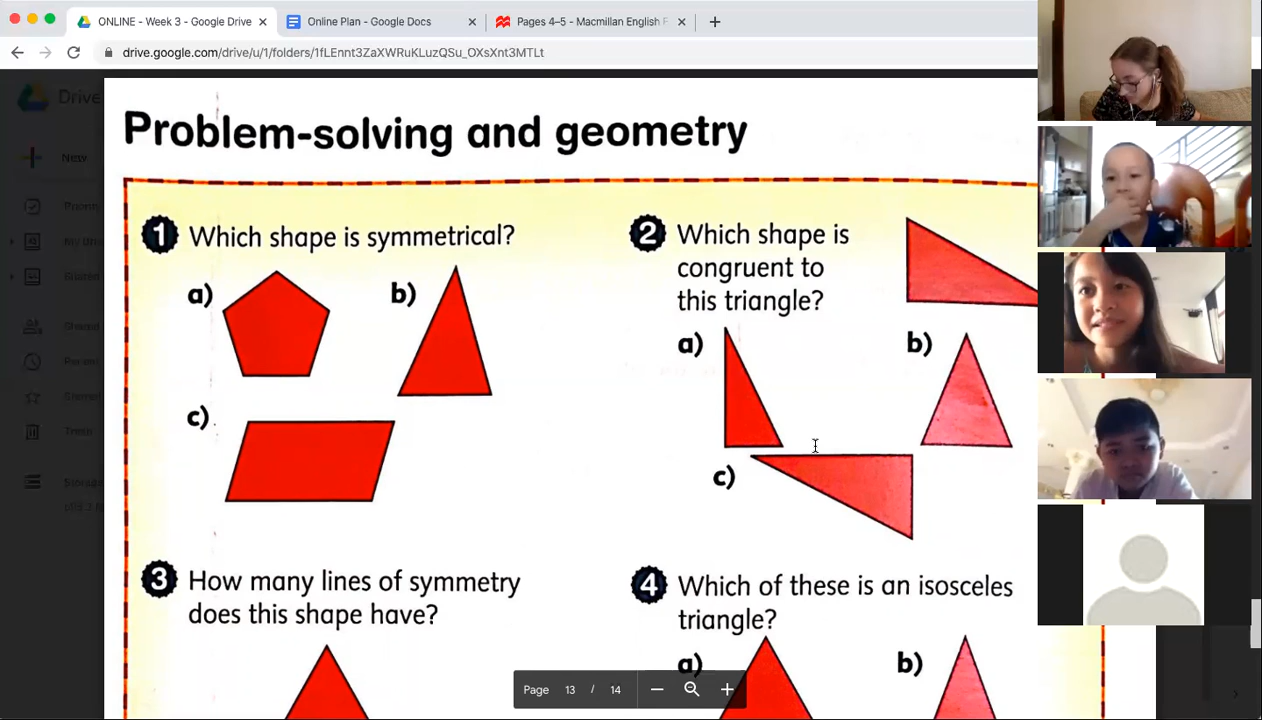 ONLINE - Week 3 - Google Drive
Online Plan - Google Docs
Pages 4–5 - Macmillan English F
drive.google.com/drive/u/1/folders/1fLEnnt3ZaXWRuKLuzQSu_OXsXnt3MTLt
Drive
New
Problem-solving and geometry
1 Which shape is symmetrical?
a)
b)
c)
2 Which shape is
congruent to
this triangle?
a)
b)
c)
3 How many lines of symmetry
does this shape have?
4 Which of these is an isosceles
triangle?
a)
b)
Page 13 / 14